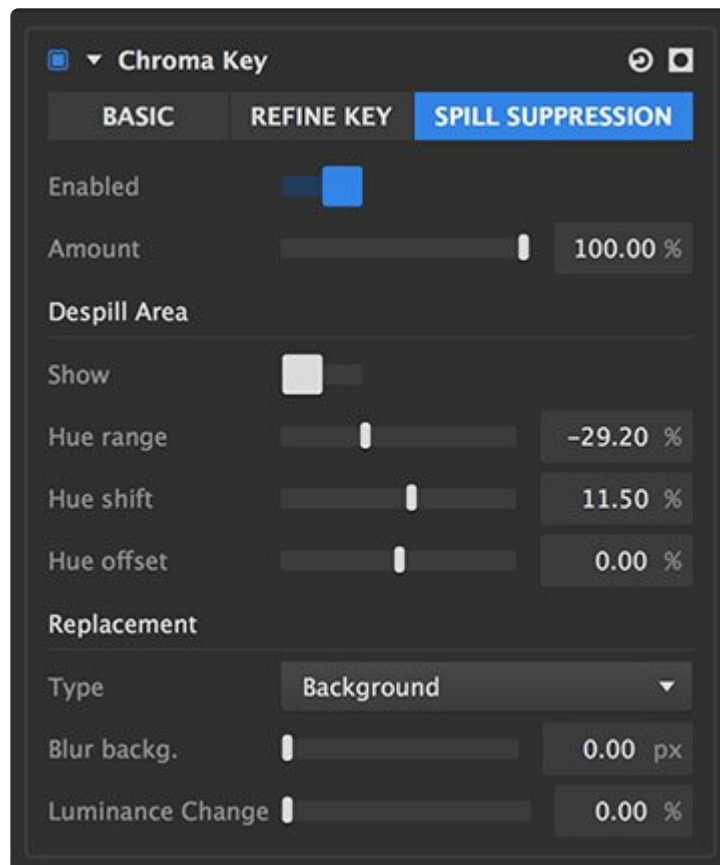 Chroma Key
BASIC REFINE KEY SPILL SUPPRESSION
Enabled
Amount 100.00 %
Despill Area
Show
Hue range -29.20 %
Hue shift 11.50 %
Hue offset 0.00 %
Replacement
Type Background
Blur backg. 0.00 px
Luminance Change 0.00 %